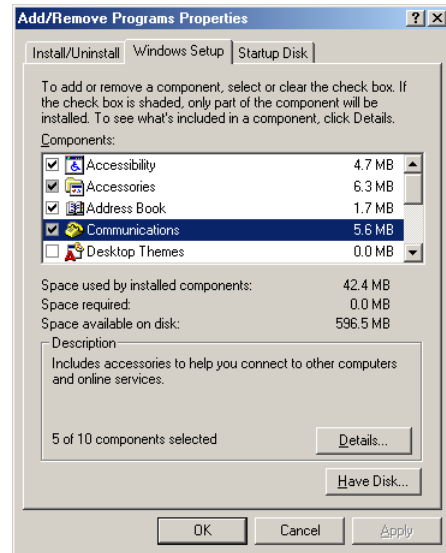 Add/Remove Programs Properties
Install/Uninstall Windows Setup Startup Disk
To add or remove a component, select or clear the check box. If
the check box is shaded, only part of the component will be
installed. To see what's included in a component, click Details.
Components:
Accessibility 4.7 MB
Accessories 6.3 MB
Address Book 1.7 MB
Communications 5.6 MB
Desktop Themes 0.0 MB
Space used by installed components: 42.4 MB
Space required: 0.0 MB
Space available on disk: 596.5 MB
Description
Includes accessories to help you connect to other computers
and online services.
5 of 10 components selected Details...
Have Disk...
OK Cancel Apply